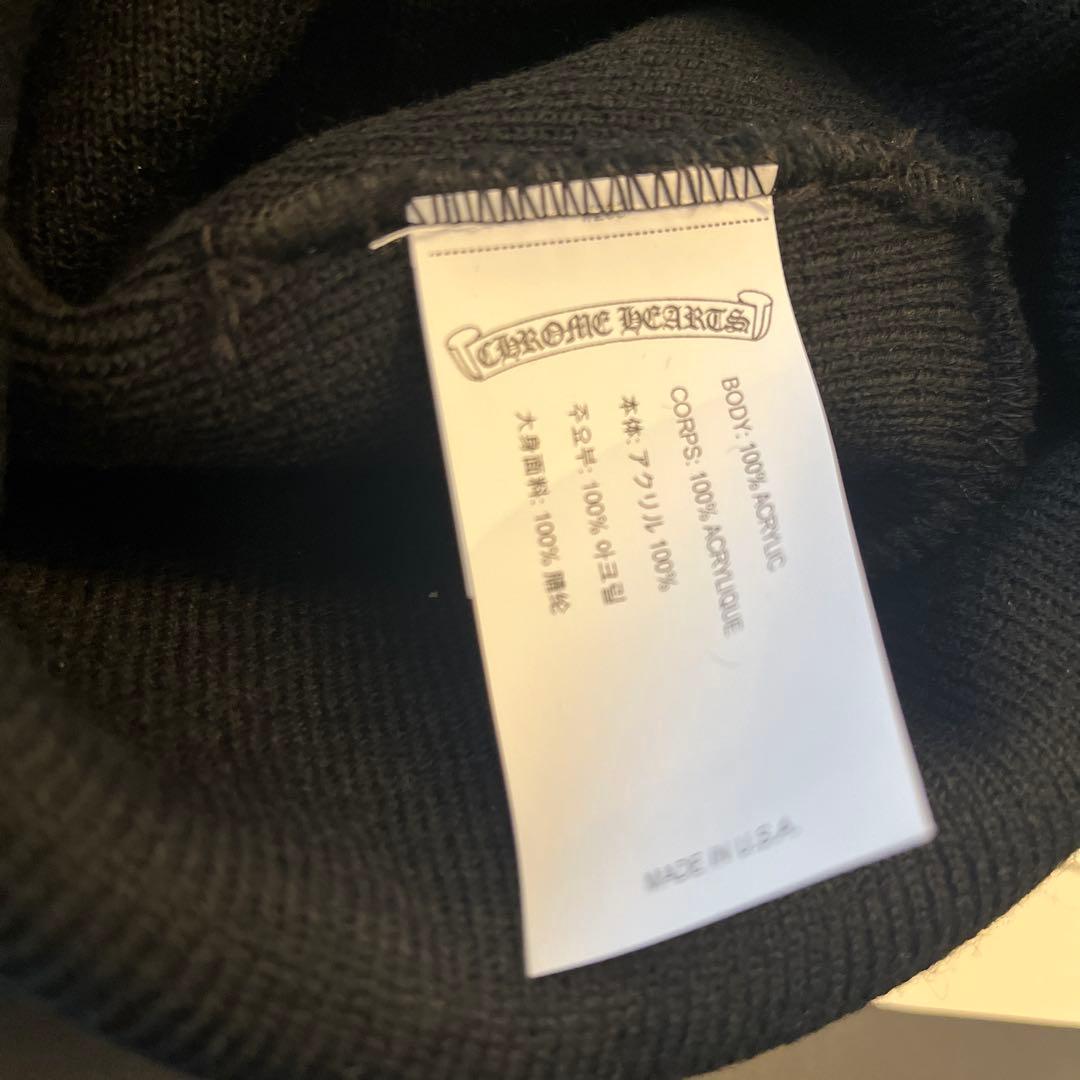 CHROME HEARTS
BODY: 100% ACRYLIC
CORPS: 100% ACRYLIQUE
本体: アクリル 100%
주요부: 100% 아크릴
大身面料: 100% 腈纶
MADE IN U.S.A.